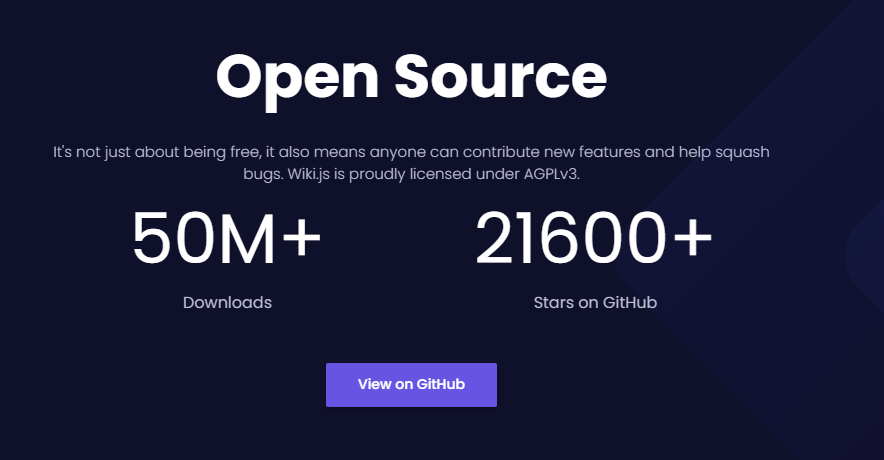 Open Source
It's not just about being free, it also means anyone can contribute new features and help squash
bugs. Wiki.js is proudly licensed under AGPLv3.
50M+
21600+
Downloads
Stars on GitHub
View on GitHub